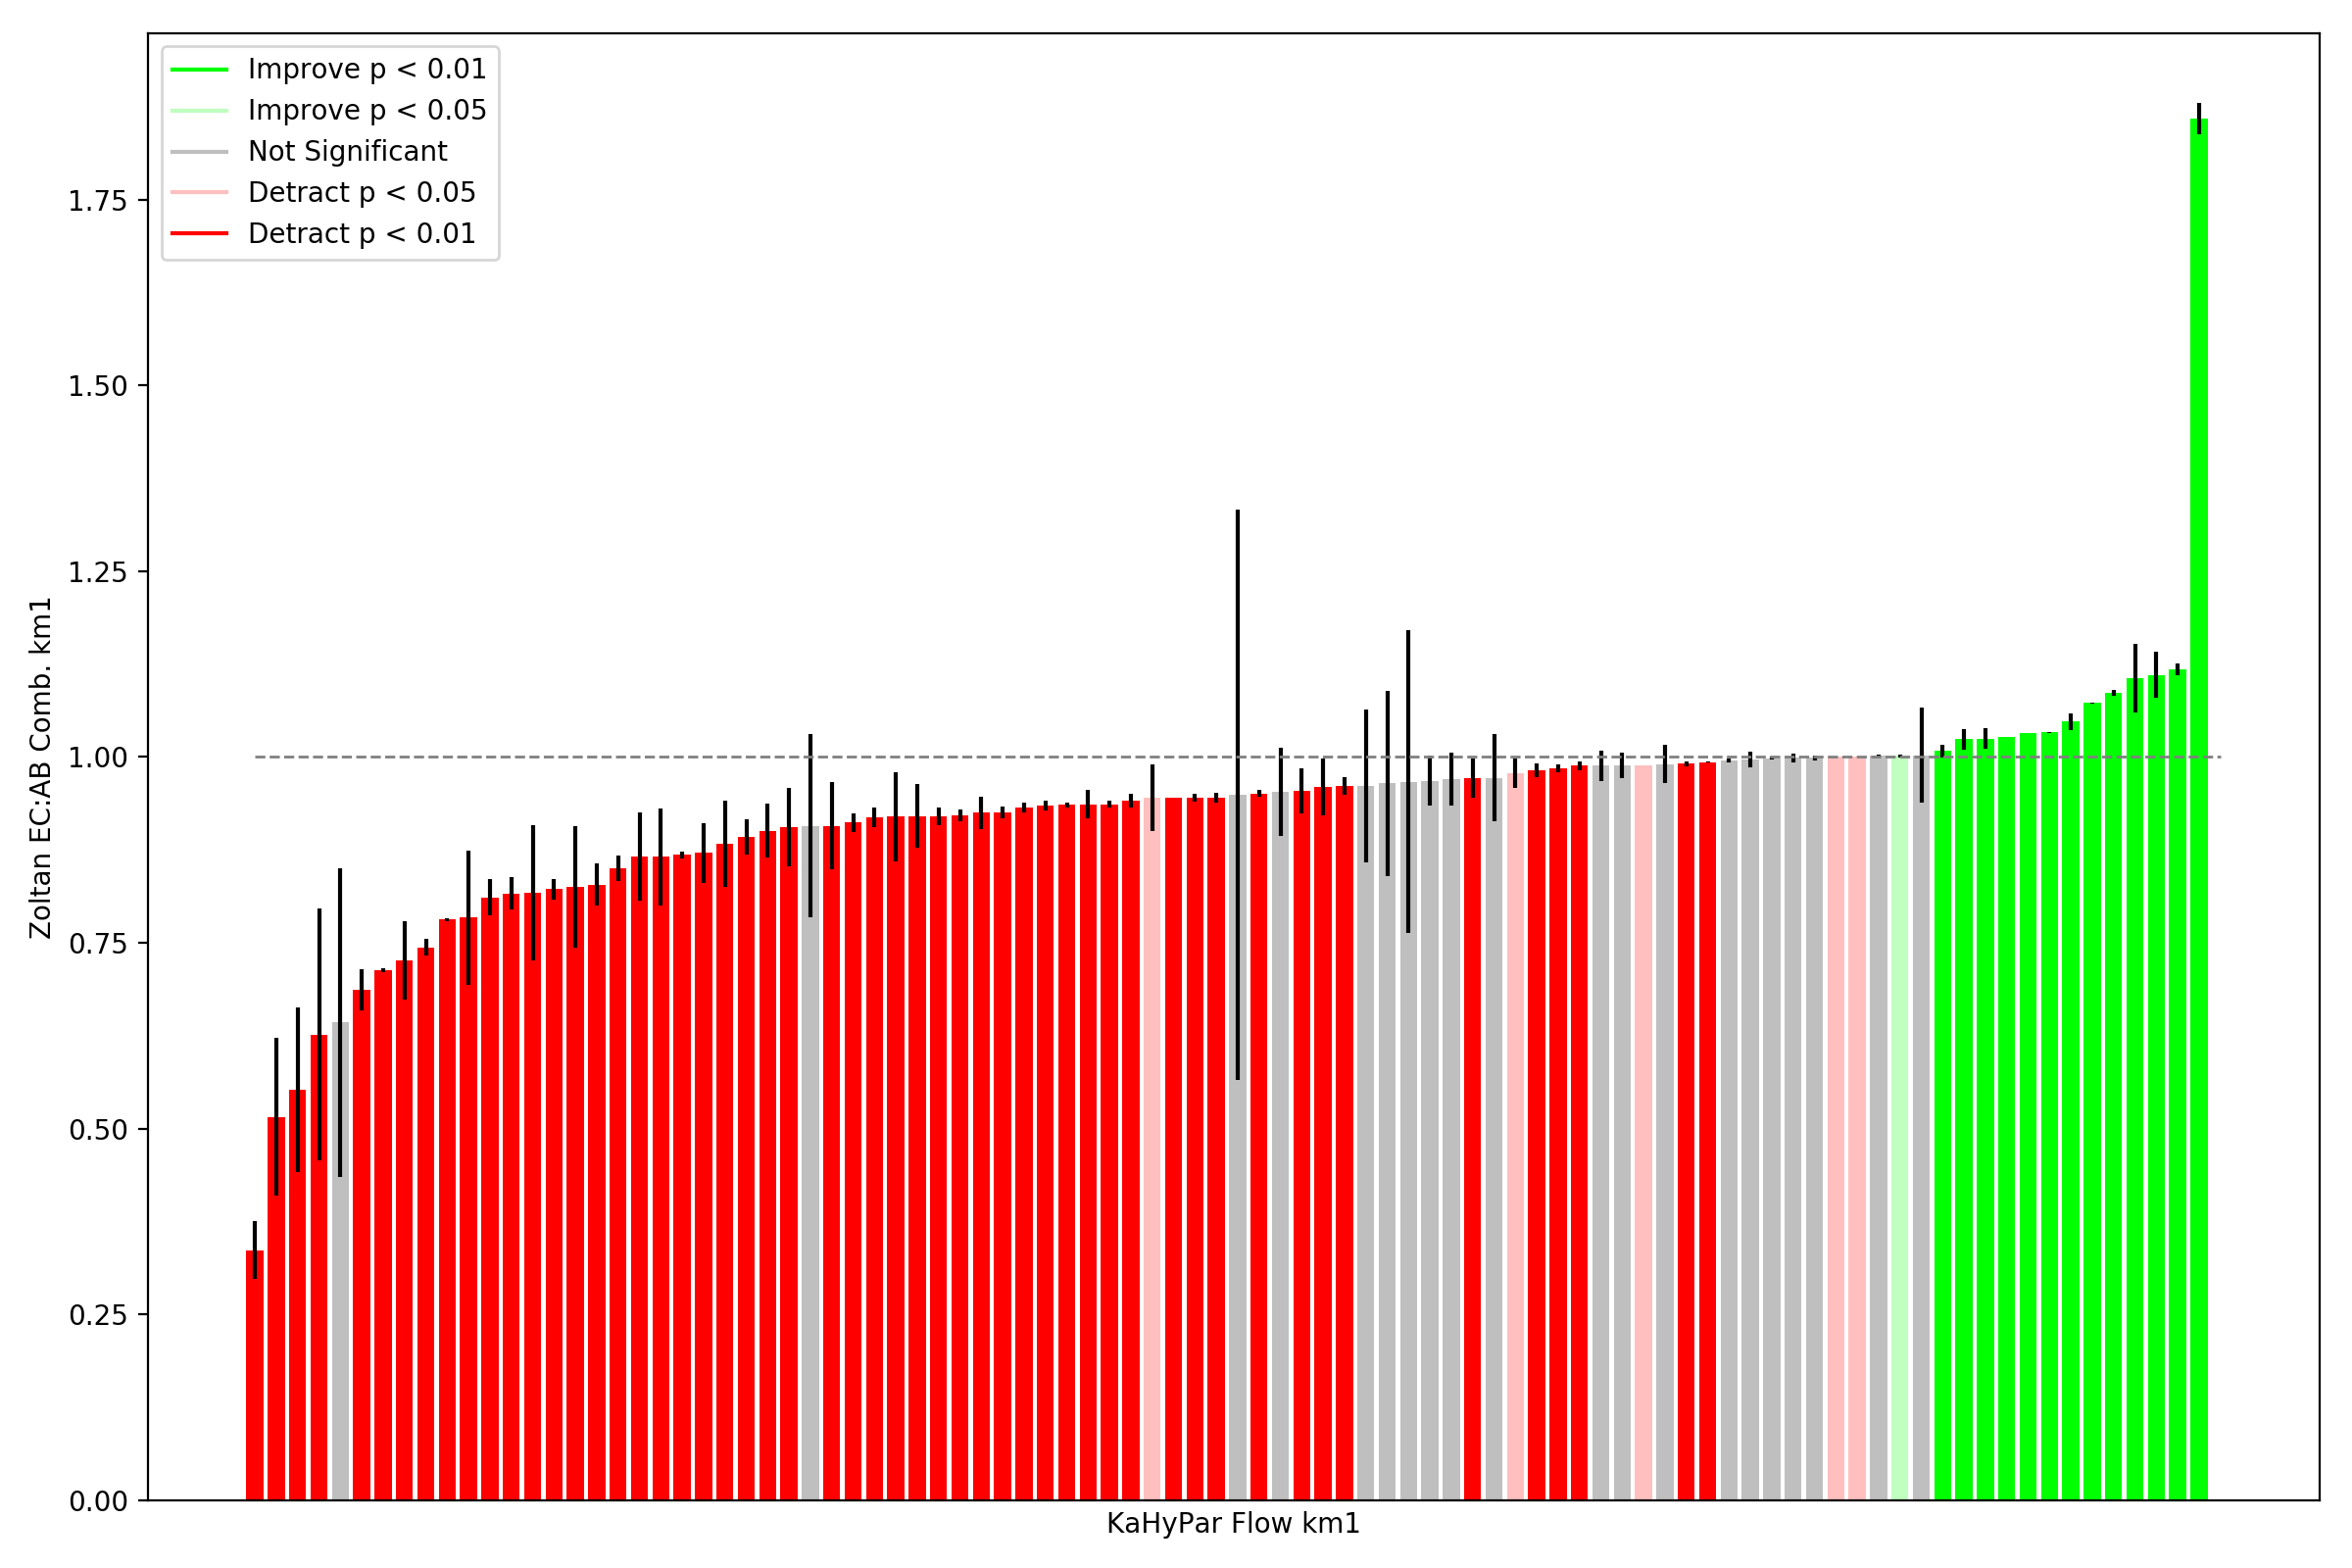 Improve p < 0.01
Improve p < 0.05
Not Significant
Detract p < 0.05
Detract p < 0.01
1.75
1.50
1.25
1.00
0.75
0.50
0.25
0.00
Zoltan EC:AB Comb. km1
KaHyPar Flow km1